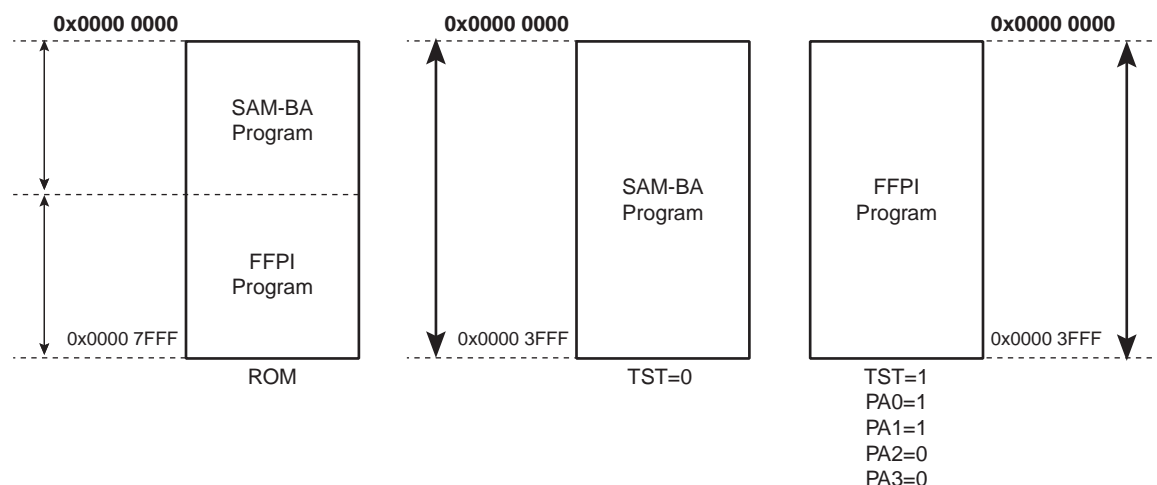 0x0000 0000
SAM-BA
Program
FFPI
Program
0x0000 7FFF
ROM
0x0000 0000
SAM-BA
Program
0x0000 3FFF
TST=0
0x0000 0000
FFPI
Program
0x0000 3FFF
TST=1
PA0=1
PA1=1
PA2=0
PA3=0